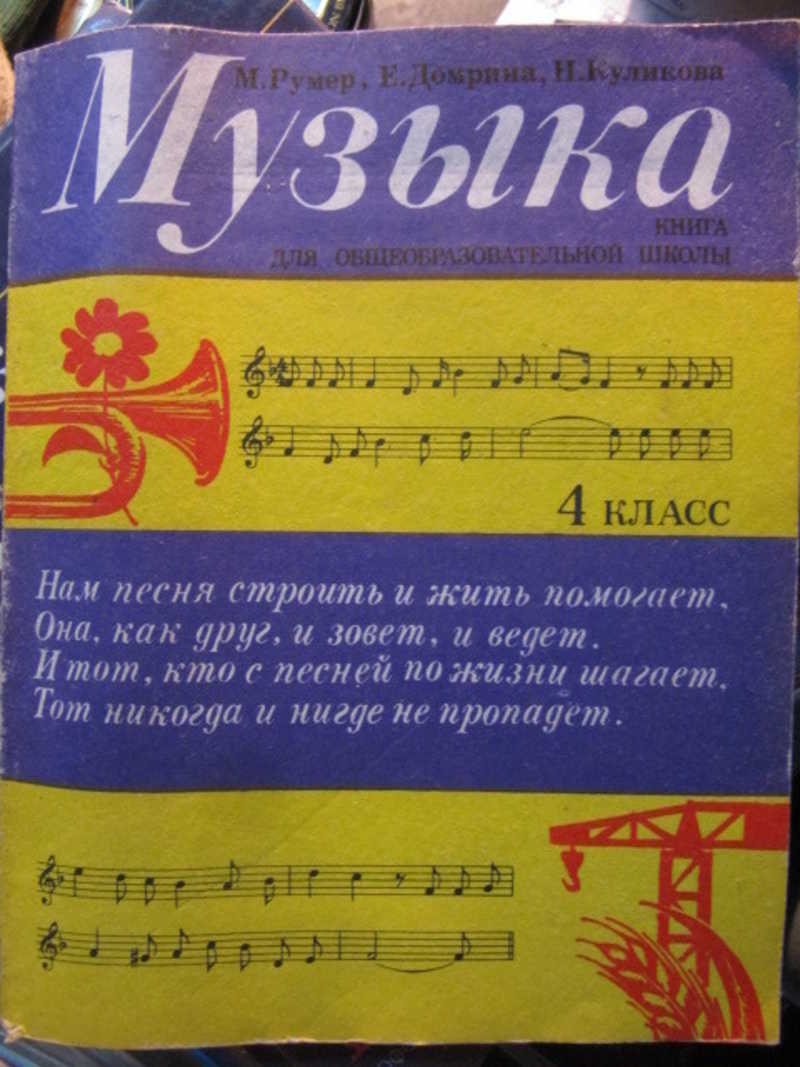 М. Румер, Е. Домрина, Н. Куликова
Музыка
КНИГА
ДЛЯ ОБЩЕОБРАЗОВАТЕЛЬНОЙ ШКОЛЫ
4 КЛАСС
Нам песня строить и жить помогает,
Она, как друг, и зовет, и ведет.
И тот, кто с песней по жизни шагает,
Тот никогда и нигде не пропадет.